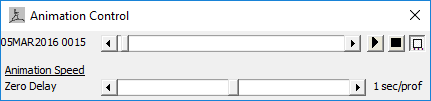 Animation Control
05MAR2016 0015
Animation Speed
Zero Delay 1 sec/prof